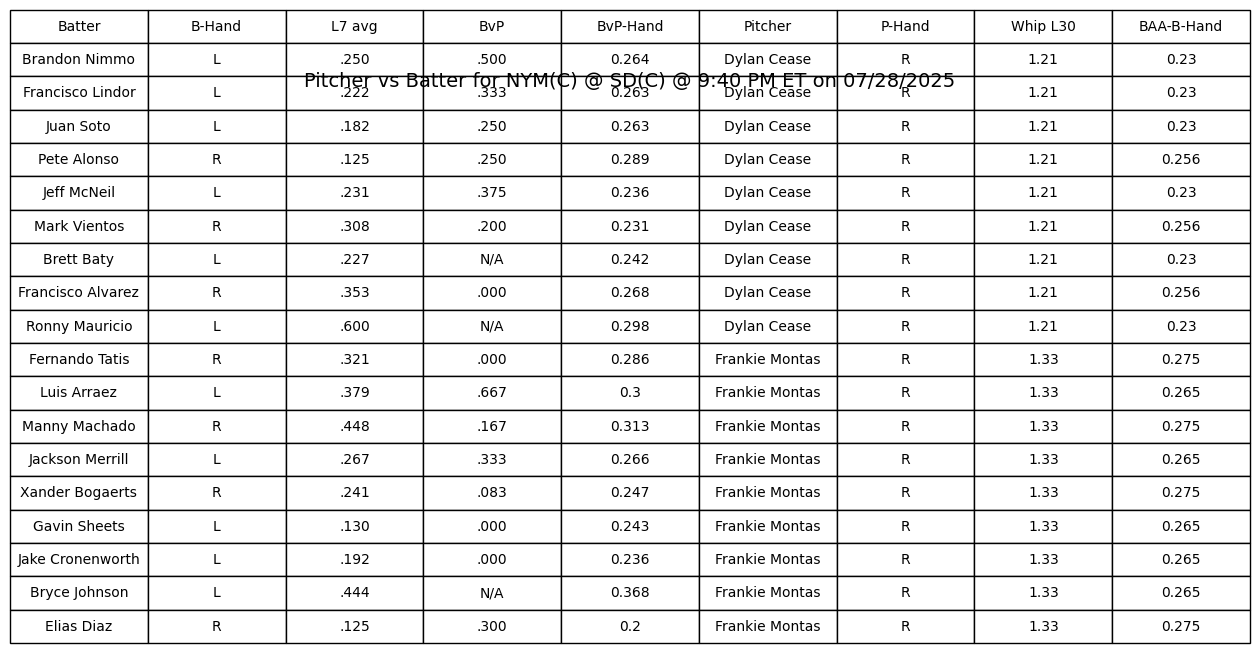 Batter B-Hand L7 avg BvP BvP-Hand Pitcher P-Hand Whip L30 BAA-B-Hand
Brandon Nimmo L .250 .500 0.264 Dylan Cease R 1.21 0.23
Pitcher vs Batter for NYM(C) @ SD(C) @ 9:40 PM ET on 07/28/2025
Francisco Lindor L .222 .333 0.263 Dylan Cease R 1.21 0.23
Juan Soto L .182 .250 0.263 Dylan Cease R 1.21 0.23
Pete Alonso R .125 .250 0.289 Dylan Cease R 1.21 0.256
Jeff McNeil L .231 .375 0.236 Dylan Cease R 1.21 0.23
Mark Vientos R .308 .200 0.231 Dylan Cease R 1.21 0.256
Brett Baty L .227 N/A 0.242 Dylan Cease R 1.21 0.23
Francisco Alvarez R .353 .000 0.268 Dylan Cease R 1.21 0.256
Ronny Mauricio L .600 N/A 0.298 Dylan Cease R 1.21 0.23
Fernando Tatis R .321 .000 0.286 Frankie Montas R 1.33 0.275
Luis Arraez L .379 .667 0.3 Frankie Montas R 1.33 0.265
Manny Machado R .448 .167 0.313 Frankie Montas R 1.33 0.275
Jackson Merrill L .267 .333 0.266 Frankie Montas R 1.33 0.265
Xander Bogaerts R .241 .083 0.247 Frankie Montas R 1.33 0.275
Gavin Sheets L .130 .000 0.243 Frankie Montas R 1.33 0.265
Jake Cronenworth L .192 .000 0.236 Frankie Montas R 1.33 0.265
Bryce Johnson L .444 N/A 0.368 Frankie Montas R 1.33 0.265
Elias Diaz R .125 .300 0.2 Frankie Montas R 1.33 0.275